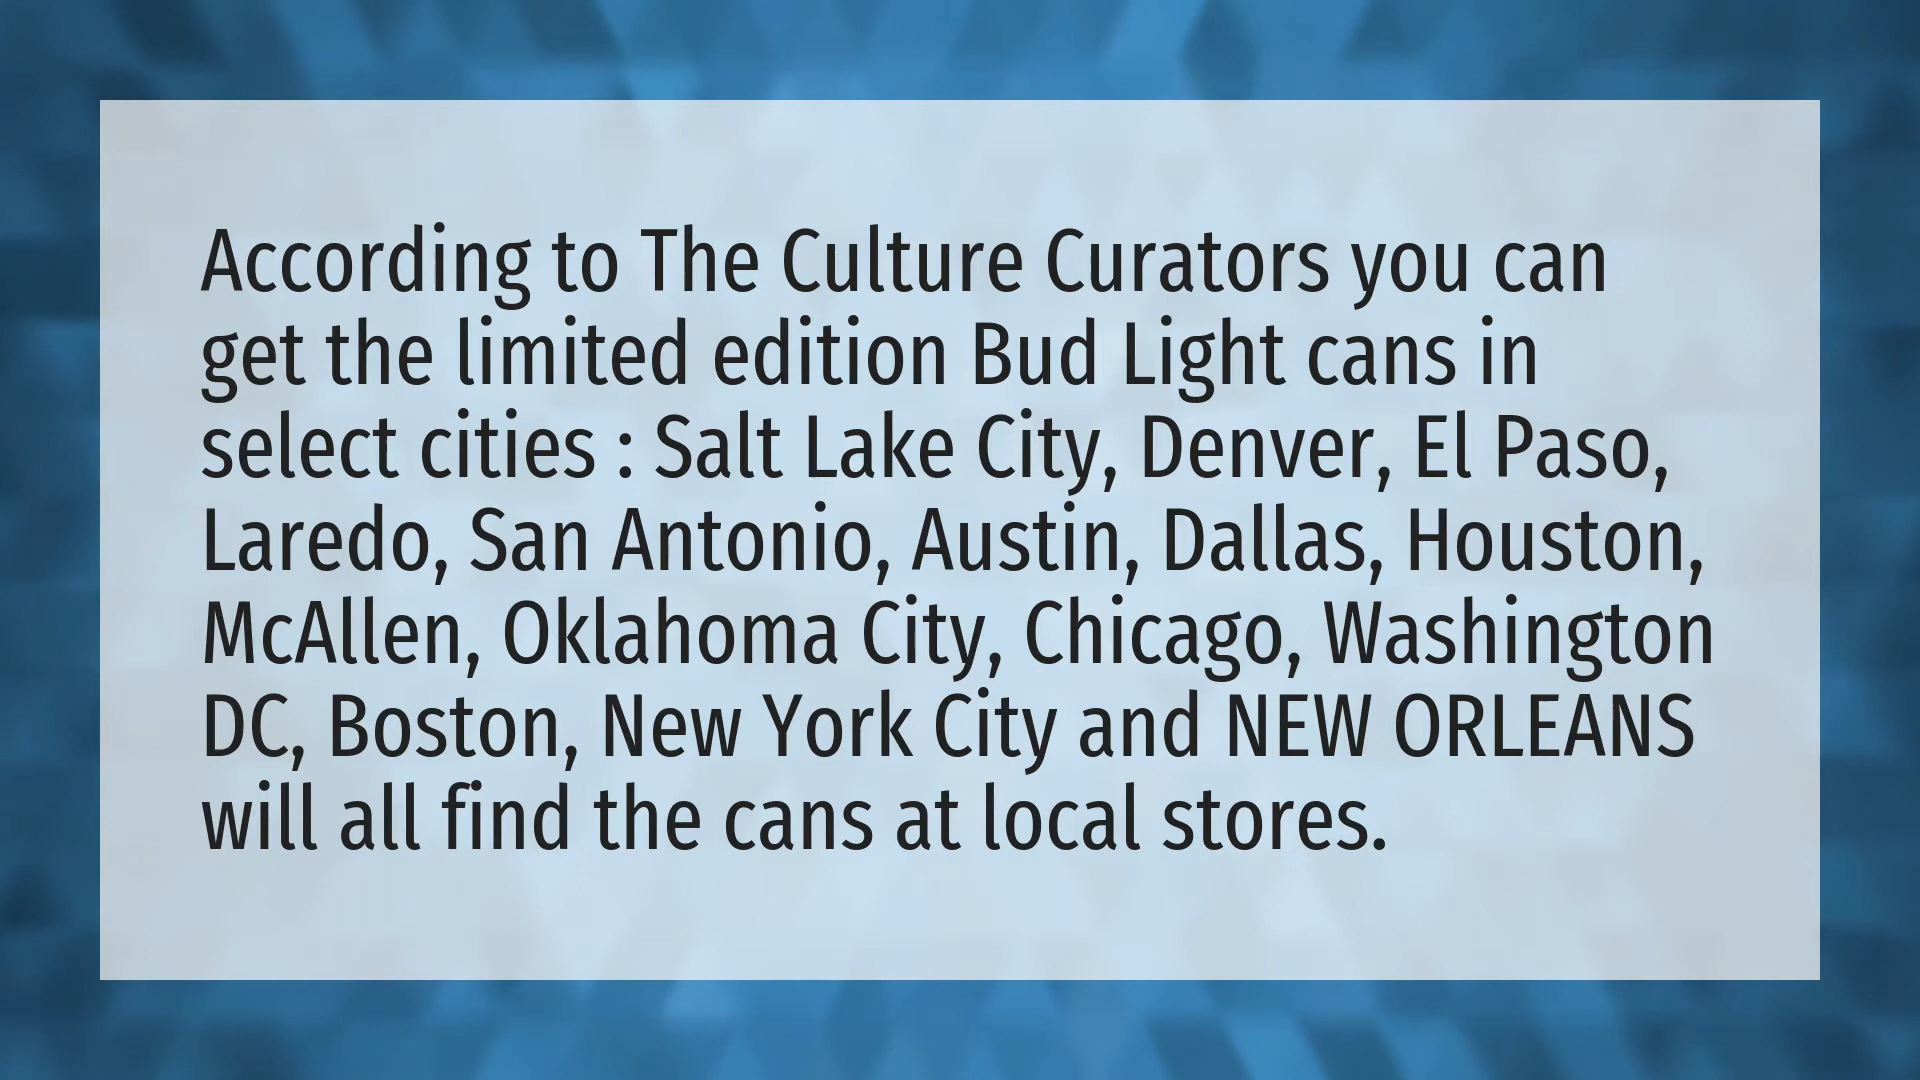 According to The Culture Curators you can
get the limited edition Bud Light cans in
select cities : Salt Lake City, Denver, El Paso,
Laredo, San Antonio, Austin, Dallas, Houston,
McAllen, Oklahoma City, Chicago, Washington
DC, Boston, New York City and NEW ORLEANS
will all find the cans at local stores.